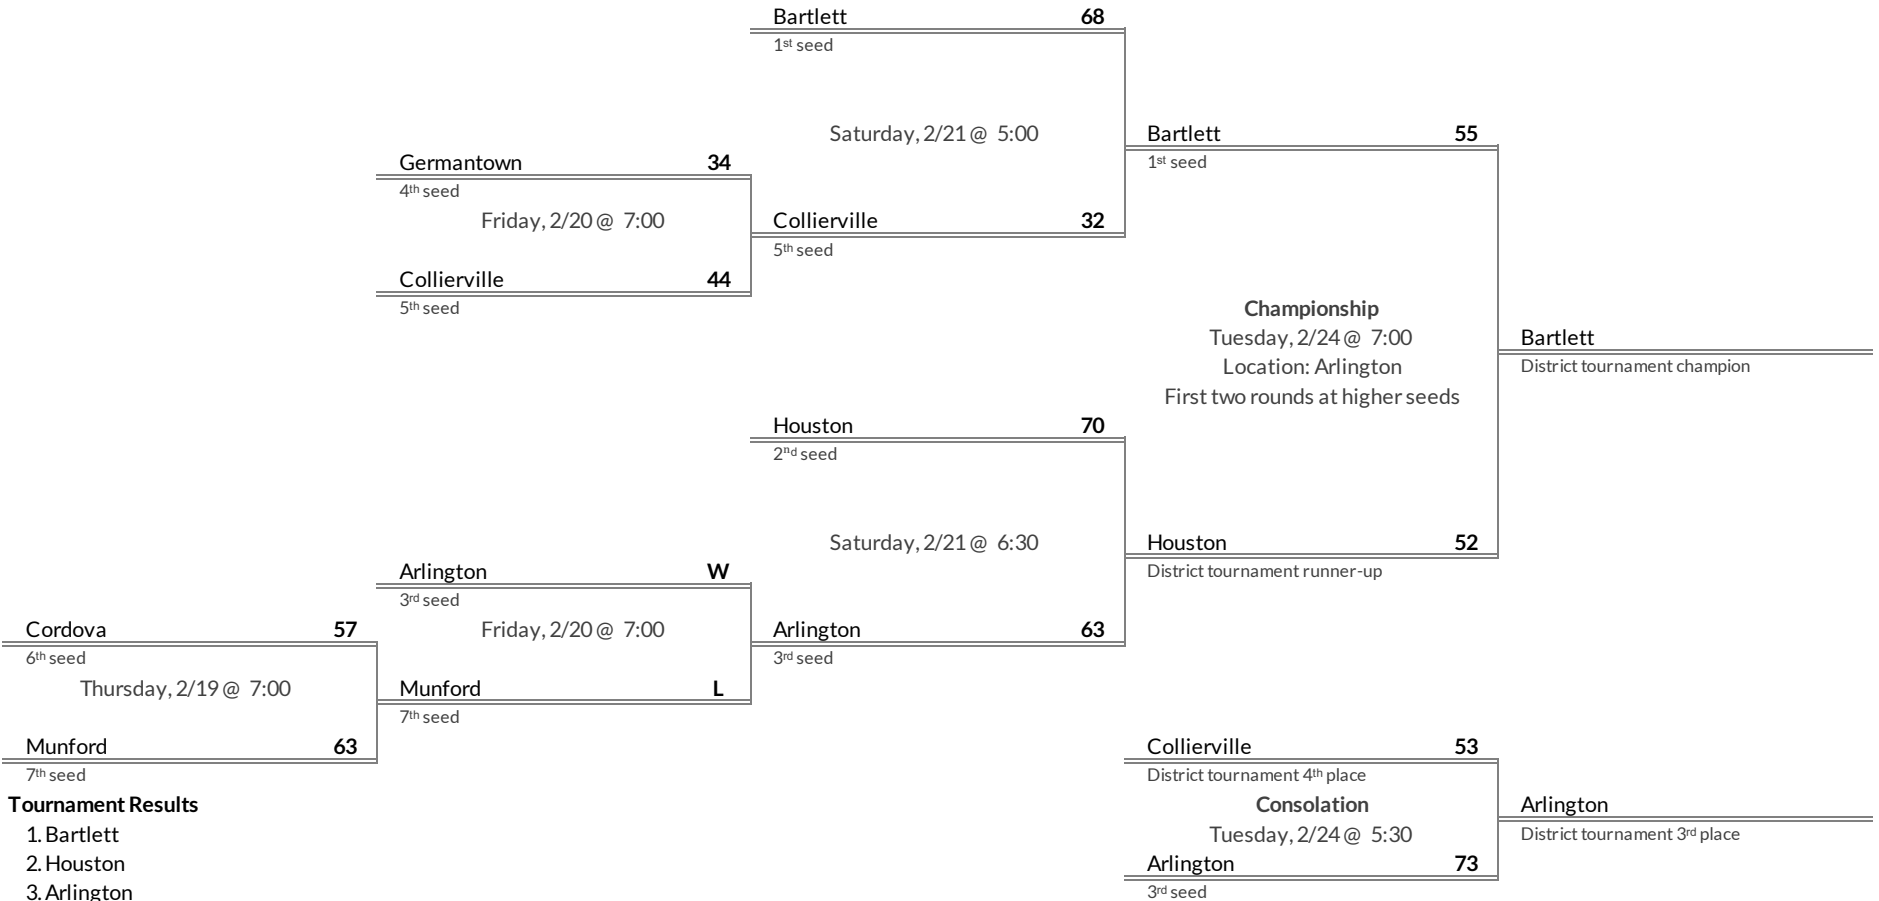 Bartlett 68
1st seed
Saturday, 2/21 @ 5:00
Bartlett 55
1st seed
Germantown 34
4th seed
Friday, 2/20 @ 7:00
Collierville 32
5th seed
Collierville 44
5th seed
Championship
Tuesday, 2/24 @ 7:00
Location: Arlington
First two rounds at higher seeds
Bartlett
District tournament champion
Houston 70
2nd seed
Saturday, 2/21 @ 6:30
Houston 52
District tournament runner-up
Arlington W
3rd seed
Friday, 2/20 @ 7:00
Arlington 63
3rd seed
Cordova 57
6th seed
Thursday, 2/19 @ 7:00
Munford L
7th seed
Munford 63
7th seed
Collierville 53
District tournament 4th place
Consolation
Tuesday, 2/24 @ 5:30
Arlington 73
3rd seed
Arlington
District tournament 3rd place
Tournament Results
1. Bartlett
2. Houston
3. Arlington